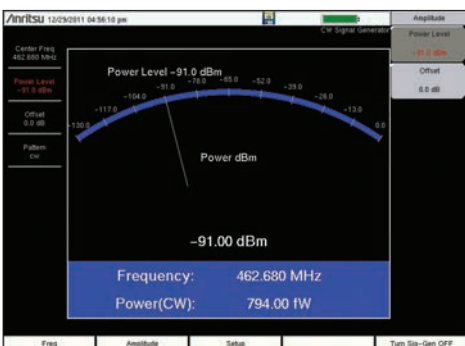 /Anritsu 12/29/2011 04:56:10 pm
CW Signal Generator
Amplitude
Center Freq
462.680 MHz
Power Level
-91.0 dBm
Offset
0.0 dB
Pattern
CW
Power Level -91.0 dBm
-130.0
-117.0
-104.0
-91.0
-78.0
-65.0
-52.0
-39.0
-26.0
-13.0
0.0
Power dBm
-91.00 dBm
Frequency: 462.680 MHz
Power(CW): 794.00 fW
Power Level
-91.0 dBm
Offset
0.0 dB
Freq
Amplitude
Setup
Turn Sig-Gen OFF